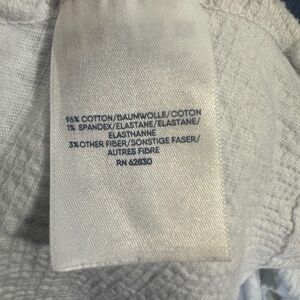 96% COTTON/BAUMWOLLE/COTON
1% SPANDEX/ELASTANE/ELASTANE/
ELASTHANNE
3%OTHER FIBER/SONSTIGE FASER/
AUTRES FIBRE
RN 62830